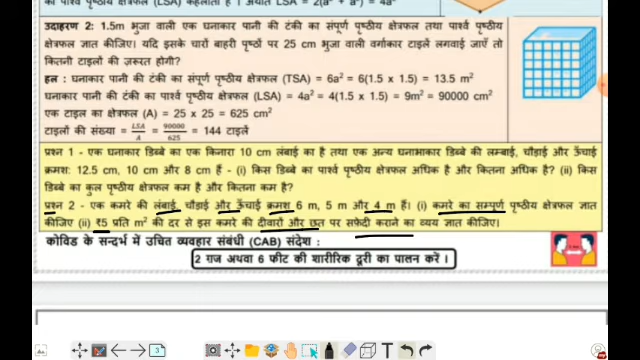 का पार्श्व पृष्ठीय क्षेत्रफल (LSA) कहलाता है । अर्थात LSA = 2(a² + a²) = 4a²
उदाहरण 2: 1.5m भुजा वाली एक घनाकार पानी की टंकी का संपूर्ण पृष्ठीय क्षेत्रफल तथा पार्श्व पृष्ठीय
क्षेत्रफल ज्ञात कीजिए। यदि इसके चारों बाहरी पृष्ठों पर 25 cm भुजा वाली वर्गाकार टाइलें लगवाई जाएँ तो
कितनी टाइलों की ज़रूरत होगी?
हल : घनाकार पानी की टंकी का संपूर्ण पृष्ठीय क्षेत्रफल (TSA) = 6a² = 6(1.5 x 1.5) = 13.5 m²
घनाकार पानी की टंकी का पार्श्व पृष्ठीय क्षेत्रफल (LSA) = 4a² = 4(1.5 x 1.5) = 9m² = 90000 cm²
एक टाइल का क्षेत्रफल (A) = 25 x 25 = 625 cm²
टाइलों की संख्या = LSA/A = 90000/625 = 144 टाइलें
प्रश्न 1 - एक घनाकार डिब्बे का एक किनारा 10 cm लंबाई का है तथा एक अन्य घनाभाकार डिब्बे की लम्बाई, चौड़ाई और ऊँचाई
क्रमश: 12.5 cm, 10 cm और 8 cm हैं - (i) किस डिब्बे का पार्श्व पृष्ठीय क्षेत्रफल अधिक है और कितना अधिक है? (ii) किस
डिब्बे का कुल पृष्ठीय क्षेत्रफल कम है और कितना कम है?
प्रश्न 2 - एक कमरे की लंबाई, चौड़ाई और ऊँचाई क्रमश 6 m, 5 m और 4 m हैं। (i) कमरे का सम्पूर्ण पृष्ठीय क्षेत्रफल ज्ञात
कीजिए (ii) ₹5 प्रति m² की दर से इस कमरे की दीवारों और छत पर सफेदी कराने का व्यय ज्ञात कीजिए।
कोविड के सन्दर्भ में उचित व्यवहार संबंधी (CAB) संदेश :
2 गज अथवा 6 फीट की शारीरिक दूरी का पालन करें ।
3
T